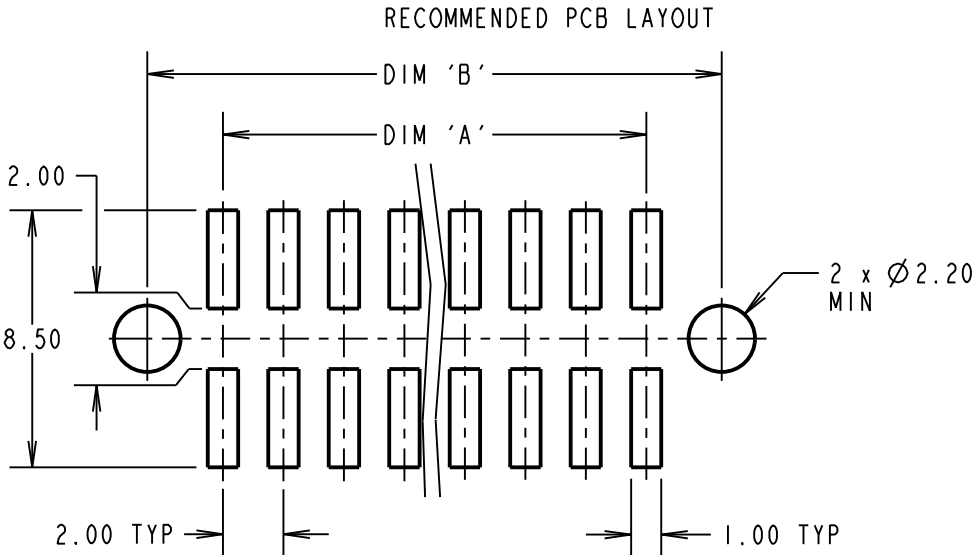 RECOMMENDED PCB LAYOUT
DIM 'B'
DIM 'A'
2.00
2 x Ø2.20
MIN
8.50
2.00 TYP
1.00 TYP